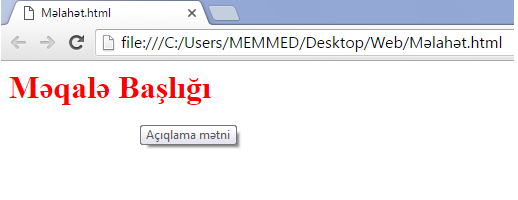 Məlahət.html
file:///C:/Users/MEMMED/Desktop/Web/Məlahət.html
Məqalə Başlığı
Açıqlama mətni